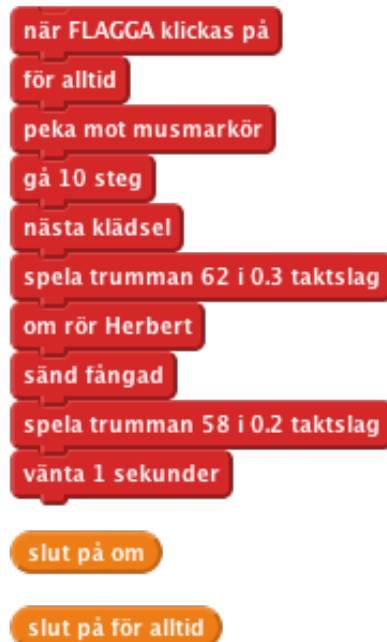 när FLAGGA klickas på
för alltid
peka mot musmarkör
gå 10 steg
nästa klädsel
spela trumman 62 i 0.3 taktslag
om rör Herbert
sänd fångad
spela trumman 58 i 0.2 taktslag
vänta 1 sekunder
slut på om
slut på för alltid